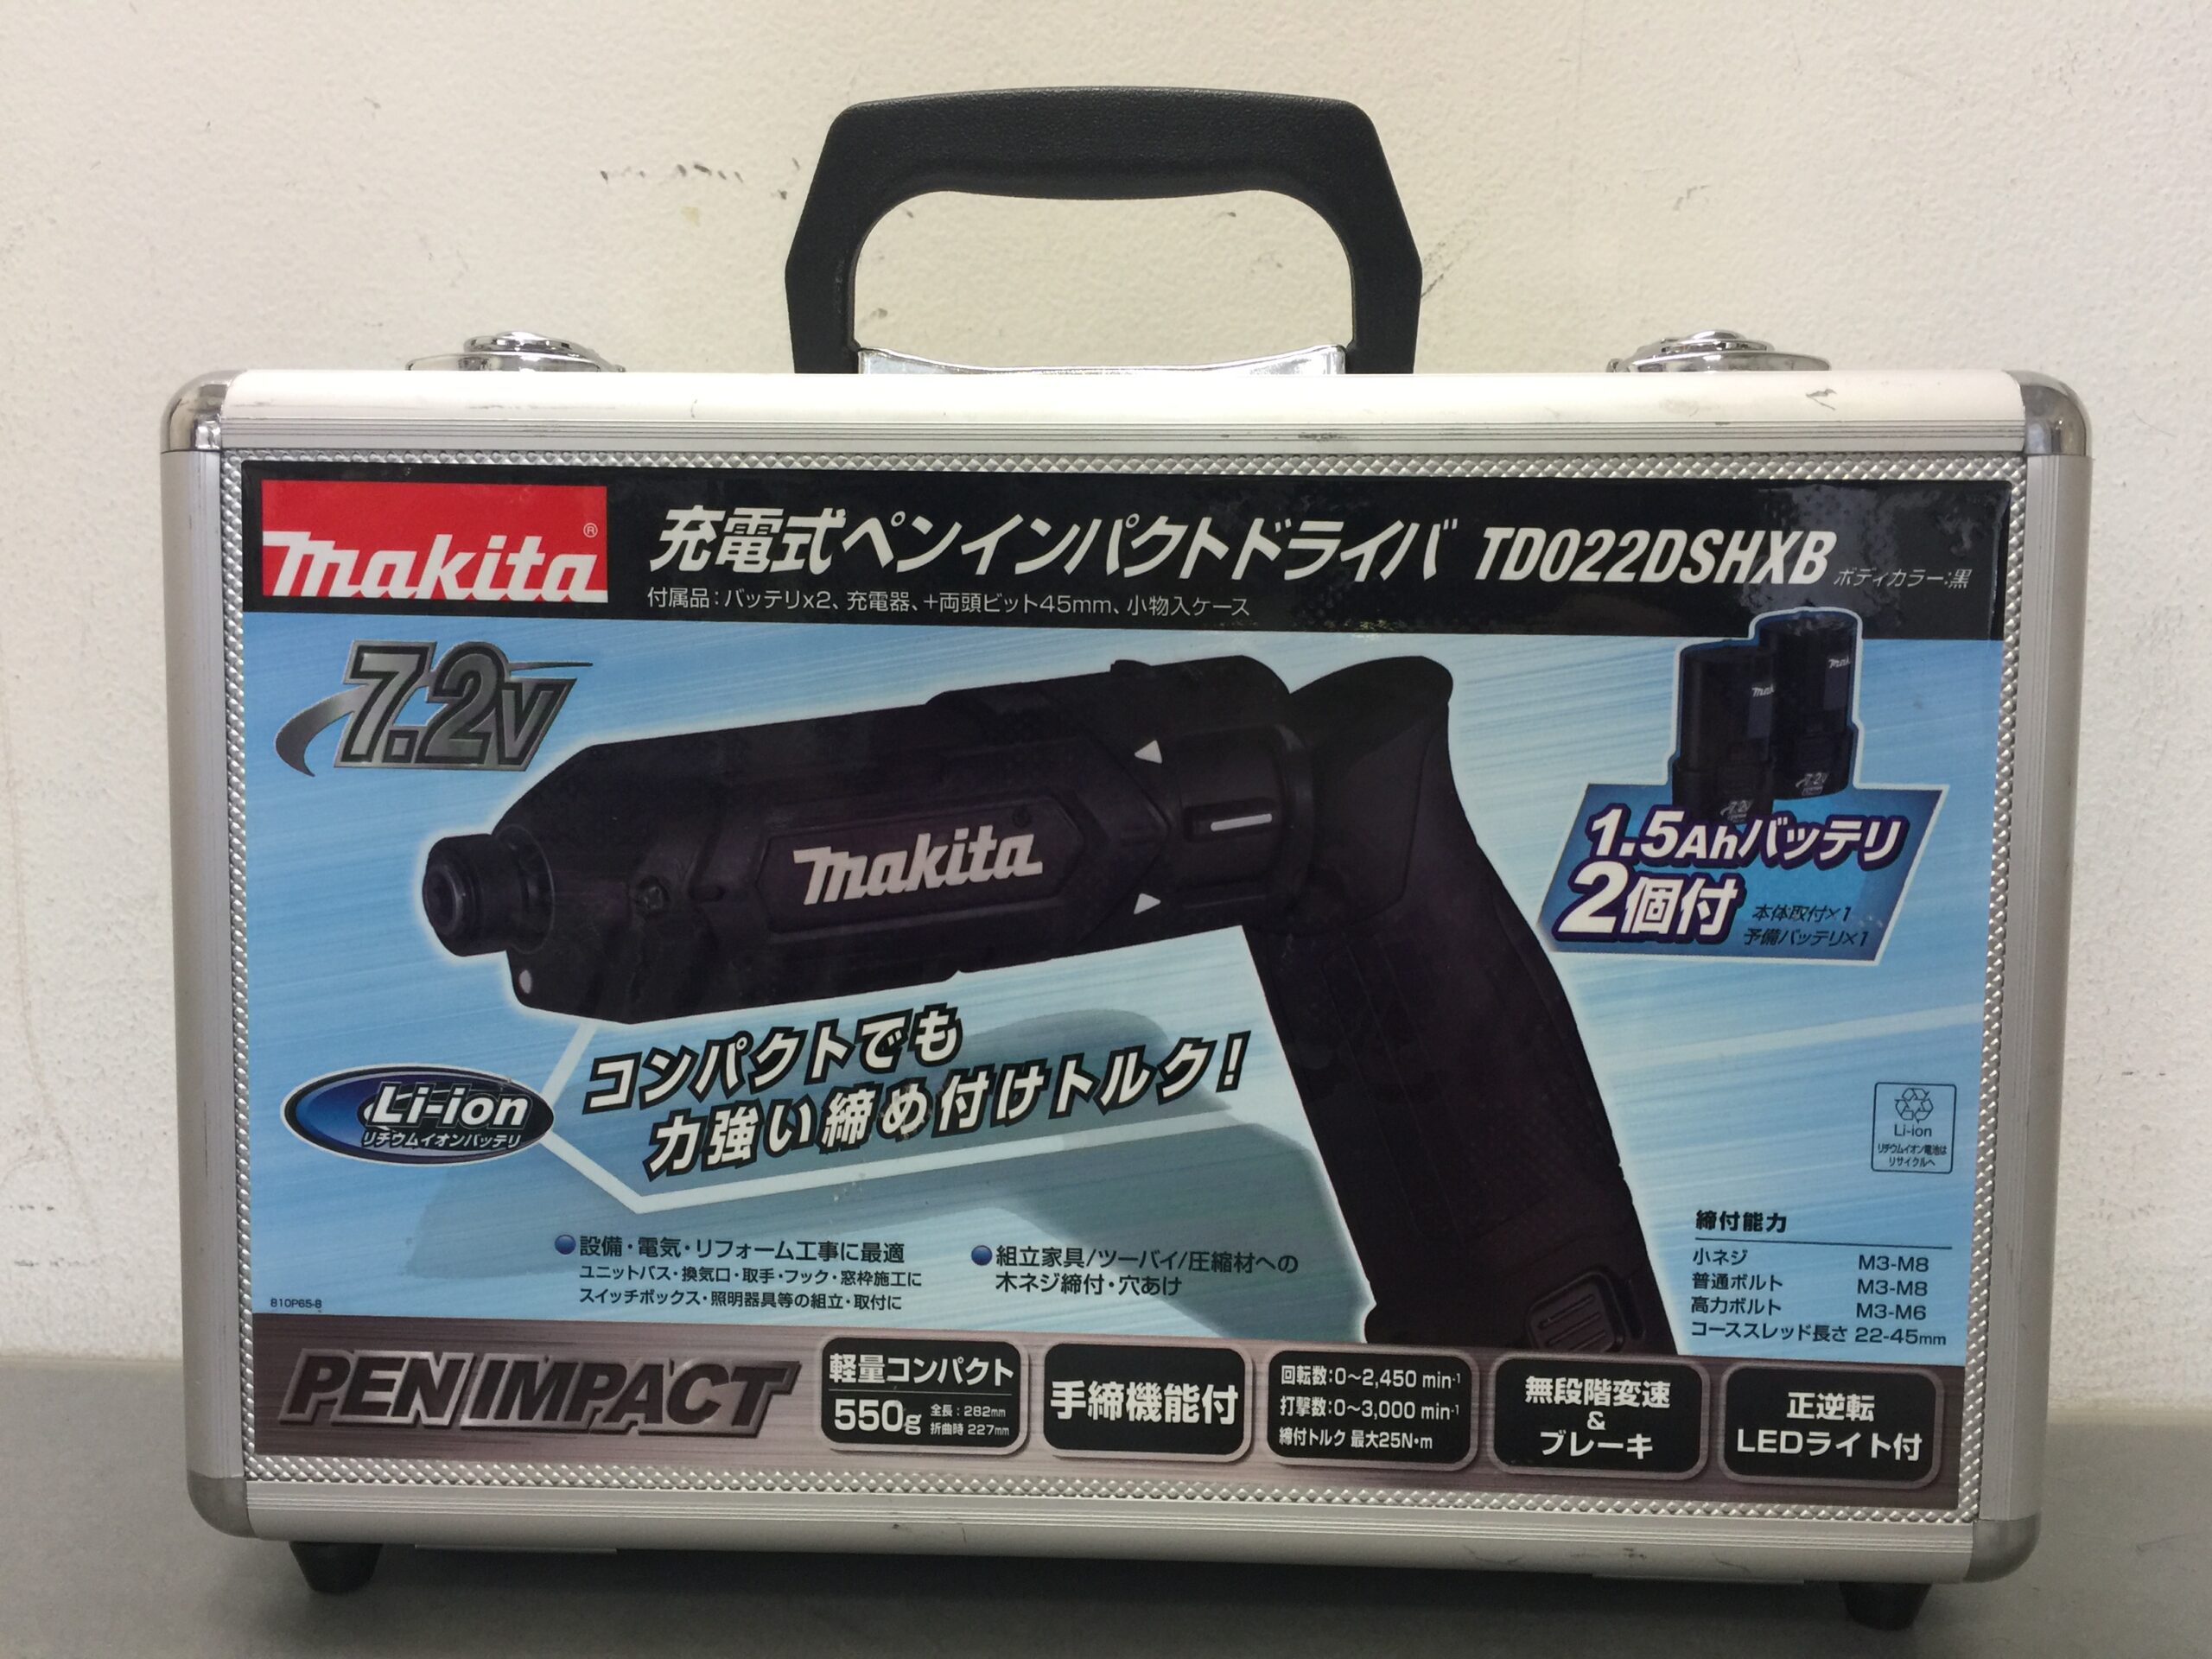 makita®
充電式ペンインパクトドライバ TD022DSHXB ボディカラー:黒
付属品:バッテリx2、充電器、+両頭ビット45mm、小物入ケース
7.2V
makita®
1.5Ahバッテリ
2個付
本体取付×1
予備バッテリ×1
コンパクトでも
力強い締め付けトルク!
Li-ion
リチウムイオンバッテリ
Li-ion
リチウムイオン電池は
リサイクルへ
●設備・電気・リフォーム工事に最適
ユニットバス・換気口・取手・フック・窓枠施工に
スイッチボックス・照明器具等の組立・取付に
●組立家具/ツーバイ/圧縮材への
木ネジ締付・穴あけ
締付能力
小ネジ M3-M8
普通ボルト M3-M8
高力ボルト M3-M6
コーススレッド長さ 22-45mm
810P65-8
PEN IMPACT
軽量コンパクト
550g 全長:282mm
折曲時 227mm
手締機能付
回転数:0～2,450 min-1
打撃数:0～3,000 min-1
締付トルク 最大25N・m
無段階変速
&
ブレーキ
正逆転
LEDライト付